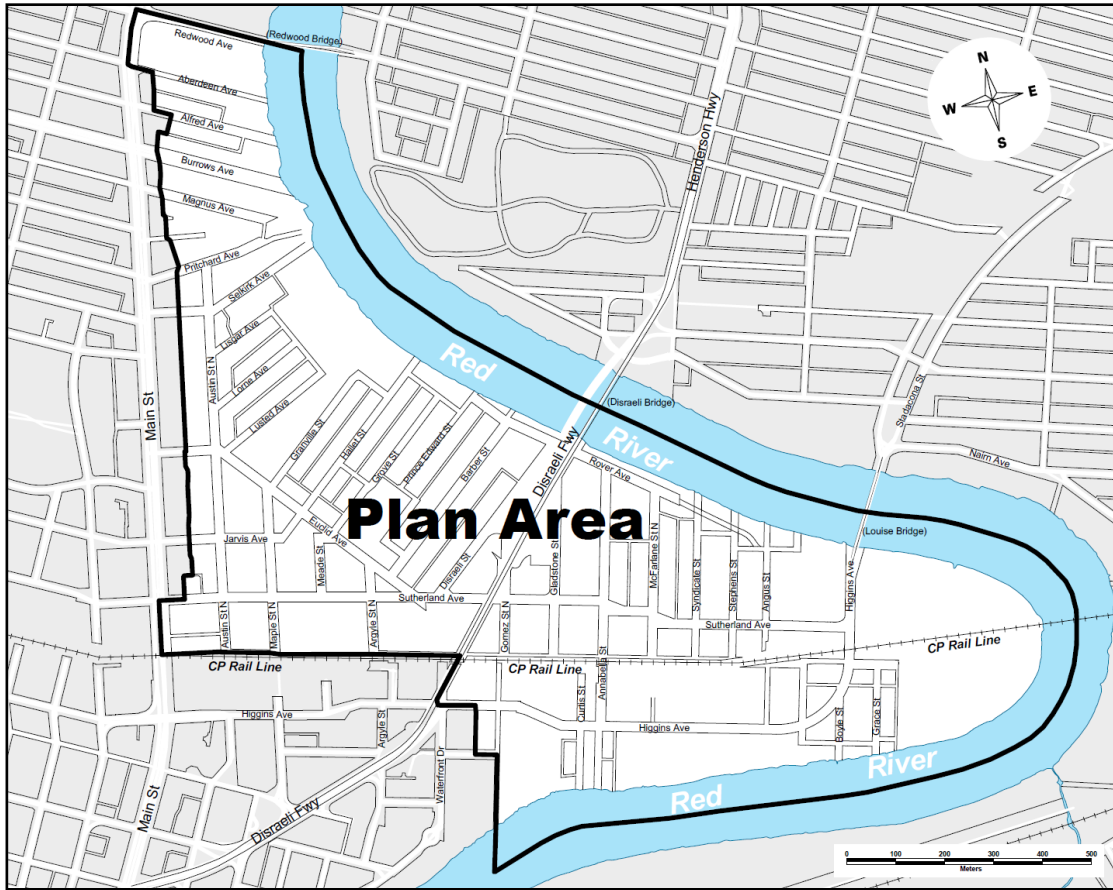 Redwood Ave
(Redwood Bridge)
N
W
E
S
Aberdeen Ave
Alfred Ave
Burrows Ave
Magnus Ave
Henderson Hwy
Pritchard Ave
Selkirk Ave
Lisgar Ave
Lorne Ave
Lusted Ave
Austin St N
Main St
Red
River
(Disraeli Bridge)
Stadacona St
Nairn Ave
(Louise Bridge)
Granville St
Hallet St
Grove St
Prince Edward St
Barber St
Disraeli Fwy
Rover Ave
Plan Area
Euclid Ave
Jarvis Ave
Meade St
Disraeli St
Gladstone St
McFarlane St N
Syndicate St
Stephens St
Angus St
Higgins Ave
Sutherland Ave
Sutherland Ave
Austin St N
Maple St N
Argyle St N
Gomez St N
Annabella St
CP Rail Line
CP Rail Line
CP Rail Line
Curtis St
Higgins Ave
Argyle St
Waterfront Dr
Higgins Ave
Boyle St
Grace St
Main St
Disraeli Fwy
Red
River
0 100 200 300 400 500
Meters